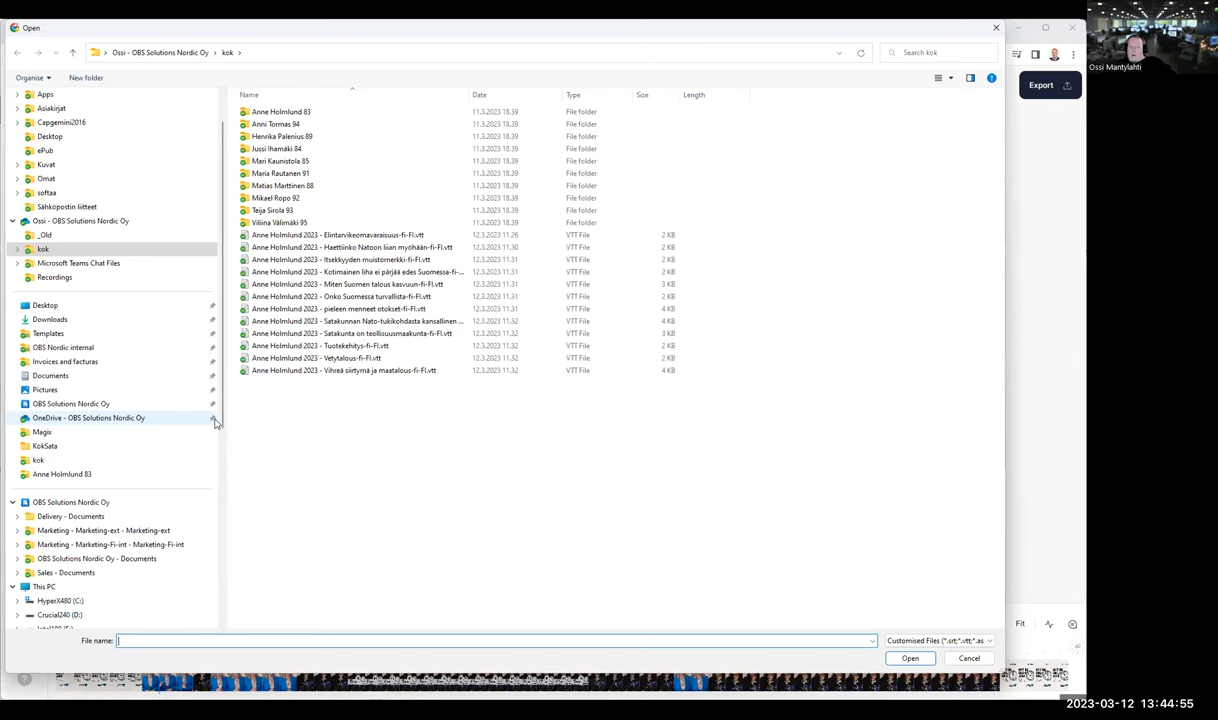 Open
Ossi - OBS Solutions Nordic Oy > kok >
Search kok
Ossi Mantylahti
Organise
New folder
Export
Name Date Type Size Length
Apps
Asiakirjat
Capgemini2016
Desktop
ePub
Kuvat
Omat
softaa
Sähköpostin liitteet
Ossi - OBS Solutions Nordic Oy
_Old
kok
Microsoft Teams Chat Files
Recordings
Desktop
Downloads
Templates
OBS Nordic internal
Invoices and facturas
Documents
Pictures
OBS Solutions Nordic Oy
OneDrive - OBS Solutions Nordic Oy
Magix
KokSata
kok
Anne Holmlund 83
OBS Solutions Nordic Oy
Delivery - Documents
Marketing - Marketing-ext - Marketing-ext
Marketing - Marketing-Fi-int - Marketing-Fi-int
OBS Solutions Nordic Oy - Documents
Sales - Documents
This PC
HyperX480 (C:)
Crucial240 (D:)
Anne Holmlund 83 11.3.2023 18.39 File folder
Anni Tormas 94 11.3.2023 18.39 File folder
Henrika Palenius 89 11.3.2023 18.39 File folder
Jussi Ihamäki 84 11.3.2023 18.39 File folder
Mari Kaunistola 85 11.3.2023 18.39 File folder
Maria Rautanen 91 11.3.2023 18.39 File folder
Matias Marttinen 88 11.3.2023 18.39 File folder
Mikael Ropo 92 11.3.2023 18.39 File folder
Teija Sirola 93 11.3.2023 18.39 File folder
Viliina Välimäki 95 11.3.2023 18.39 File folder
Anne Holmlund 2023 - Elintarvikeomavaraisuus-fi-FI.vtt 12.3.2023 11.26 VTT File 2 KB
Anne Holmlund 2023 - Haettiinko Natoon liian myöhään-fi-FI.vtt 12.3.2023 11.30 VTT File 2 KB
Anne Holmlund 2023 - Itsekkyyden muistomerkki-fi-FI.vtt 12.3.2023 11.31 VTT File 2 KB
Anne Holmlund 2023 - Kotimainen liha ei pärjää edes Suomessa-fi-... 12.3.2023 11.31 VTT File 2 KB
Anne Holmlund 2023 - Miten Suomen talous kasvuun-fi-FI.vtt 12.3.2023 11.31 VTT File 3 KB
Anne Holmlund 2023 - Onko Suomessa turvallista-fi-FI.vtt 12.3.2023 11.31 VTT File 2 KB
Anne Holmlund 2023 - pieleen menneet otokset-fi-FI.vtt 12.3.2023 11.31 VTT File 4 KB
Anne Holmlund 2023 - Satakunnan Nato-tukikohdasta kansallinen ... 12.3.2023 11.32 VTT File 4 KB
Anne Holmlund 2023 - Satakunta on teollisuusmaakunta-fi-FI.vtt 12.3.2023 11.32 VTT File 3 KB
Anne Holmlund 2023 - Tuotekehitys-fi-FI.vtt 12.3.2023 11.32 VTT File 2 KB
Anne Holmlund 2023 - Vetytalous-fi-FI.vtt 12.3.2023 11.32 VTT File 2 KB
Anne Holmlund 2023 - Vihreä siirtymä ja maatalous-fi-FI.vtt 12.3.2023 11.32 VTT File 4 KB
Fit
File name:
Customised Files (*.srt;*.vtt;*.as
Open
Cancel
2023-03-12 13:44:55